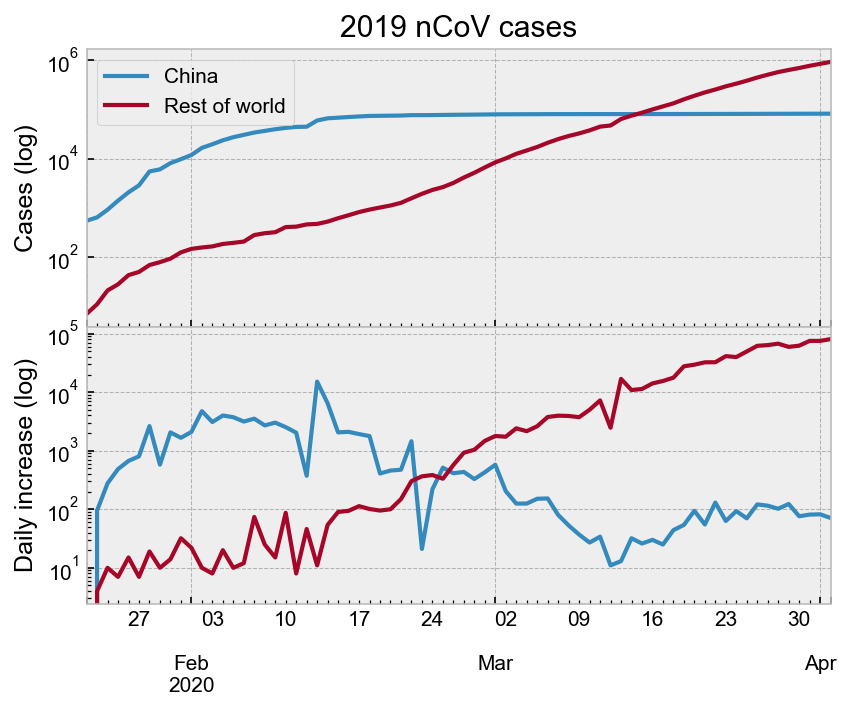 2019 nCoV cases
Cases (log)
10^6
10^4
10^2
China
Rest of world
Daily increase (log)
10^5
10^4
10^3
10^2
10^1
27 03 10 17 24 02 09 16 23 30
Feb Mar Apr
2020